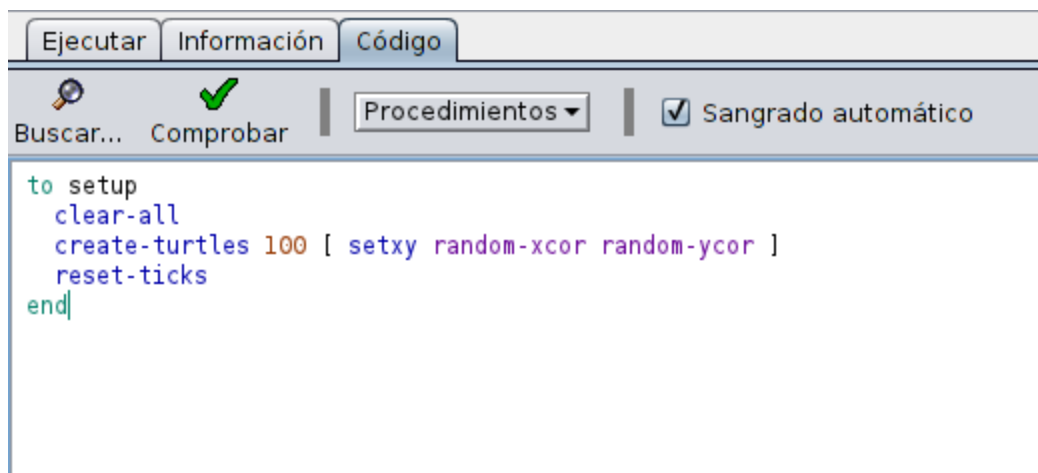 Ejecutar Información Código
Buscar... Comprobar Procedimientos Sangrado automático
to setup
  clear-all
  create-turtles 100 [ setxy random-xcor random-ycor ]
  reset-ticks
end